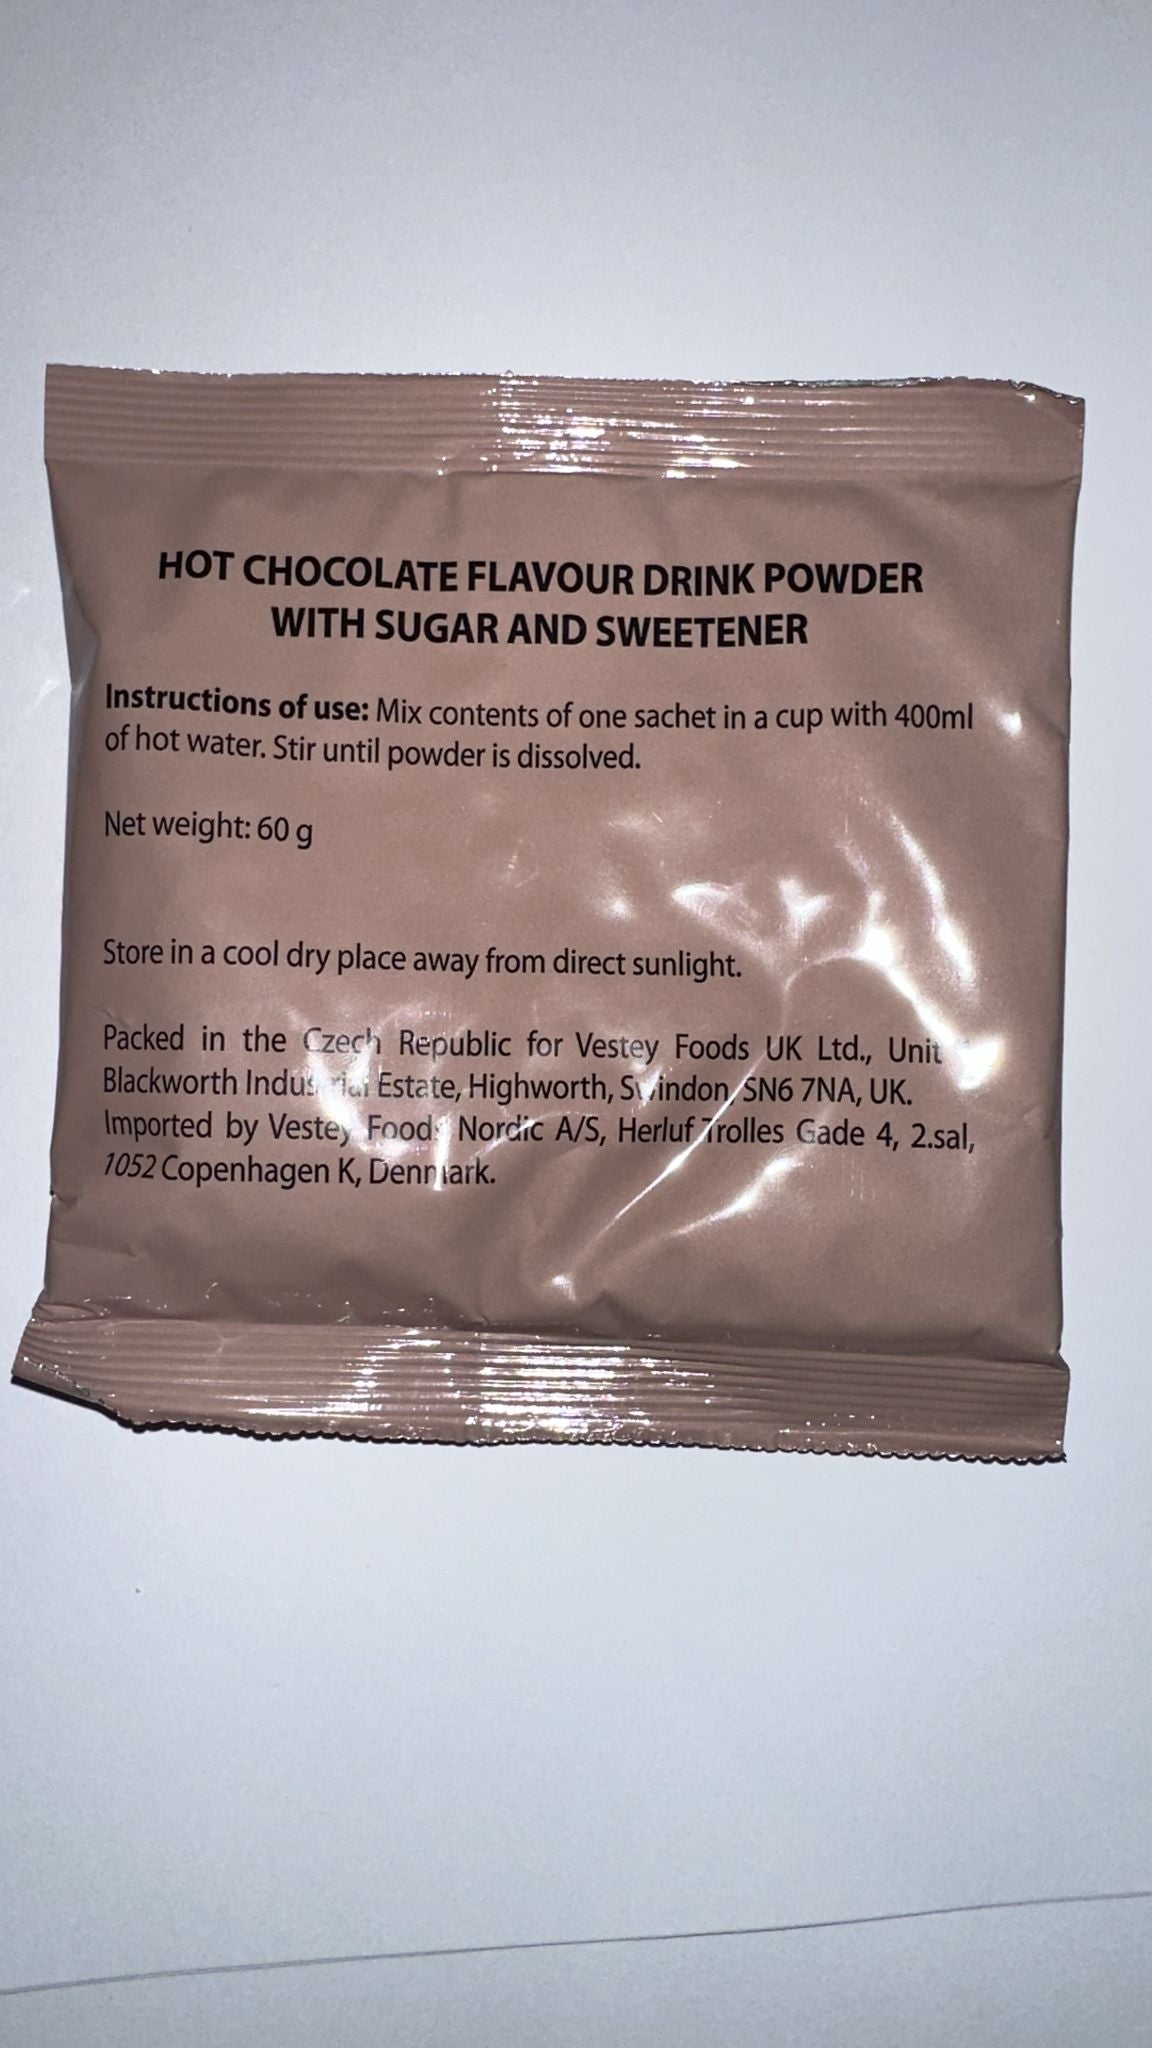 HOT CHOCOLATE FLAVOUR DRINK POWDER
WITH SUGAR AND SWEETENER
Instructions of use: Mix contents of one sachet in a cup with 400ml
of hot water. Stir until powder is dissolved.
Net weight: 60 g
Store in a cool dry place away from direct sunlight.
Packed in the Czech Republic for Vestey Foods UK Ltd., Unit
Blackworth Industrial Estate, Highworth, Swindon, SN6 7NA, UK.
Imported by Vestey Foods Nordic A/S, Herluf Trolles Gade 4, 2.sal,
1052 Copenhagen K, Denmark.